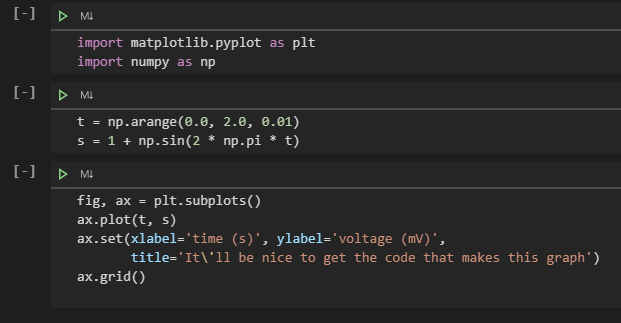 [-] M↓
import matplotlib.pyplot as plt
import numpy as np
[-] M↓
t = np.arange(0.0, 2.0, 0.01)
s = 1 + np.sin(2 * np.pi * t)
[-] M↓
fig, ax = plt.subplots()
ax.plot(t, s)
ax.set(xlabel='time (s)', ylabel='voltage (mV)',
       title='It\'ll be nice to get the code that makes this graph')
ax.grid()